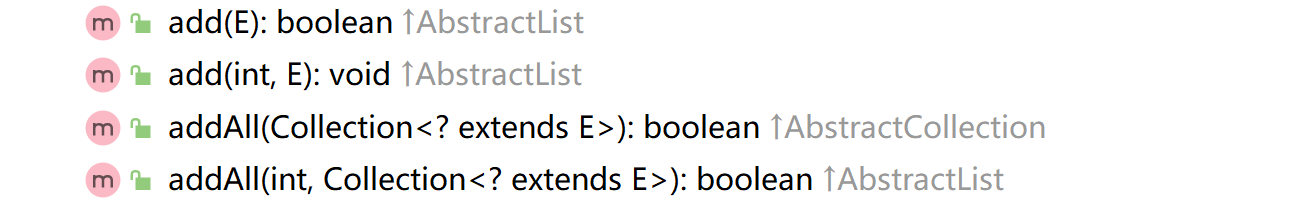 m add(E): boolean ↑AbstractList
m add(int, E): void ↑AbstractList
m addAll(Collection<? extends E>): boolean ↑AbstractCollection
m addAll(int, Collection<? extends E>): boolean ↑AbstractList